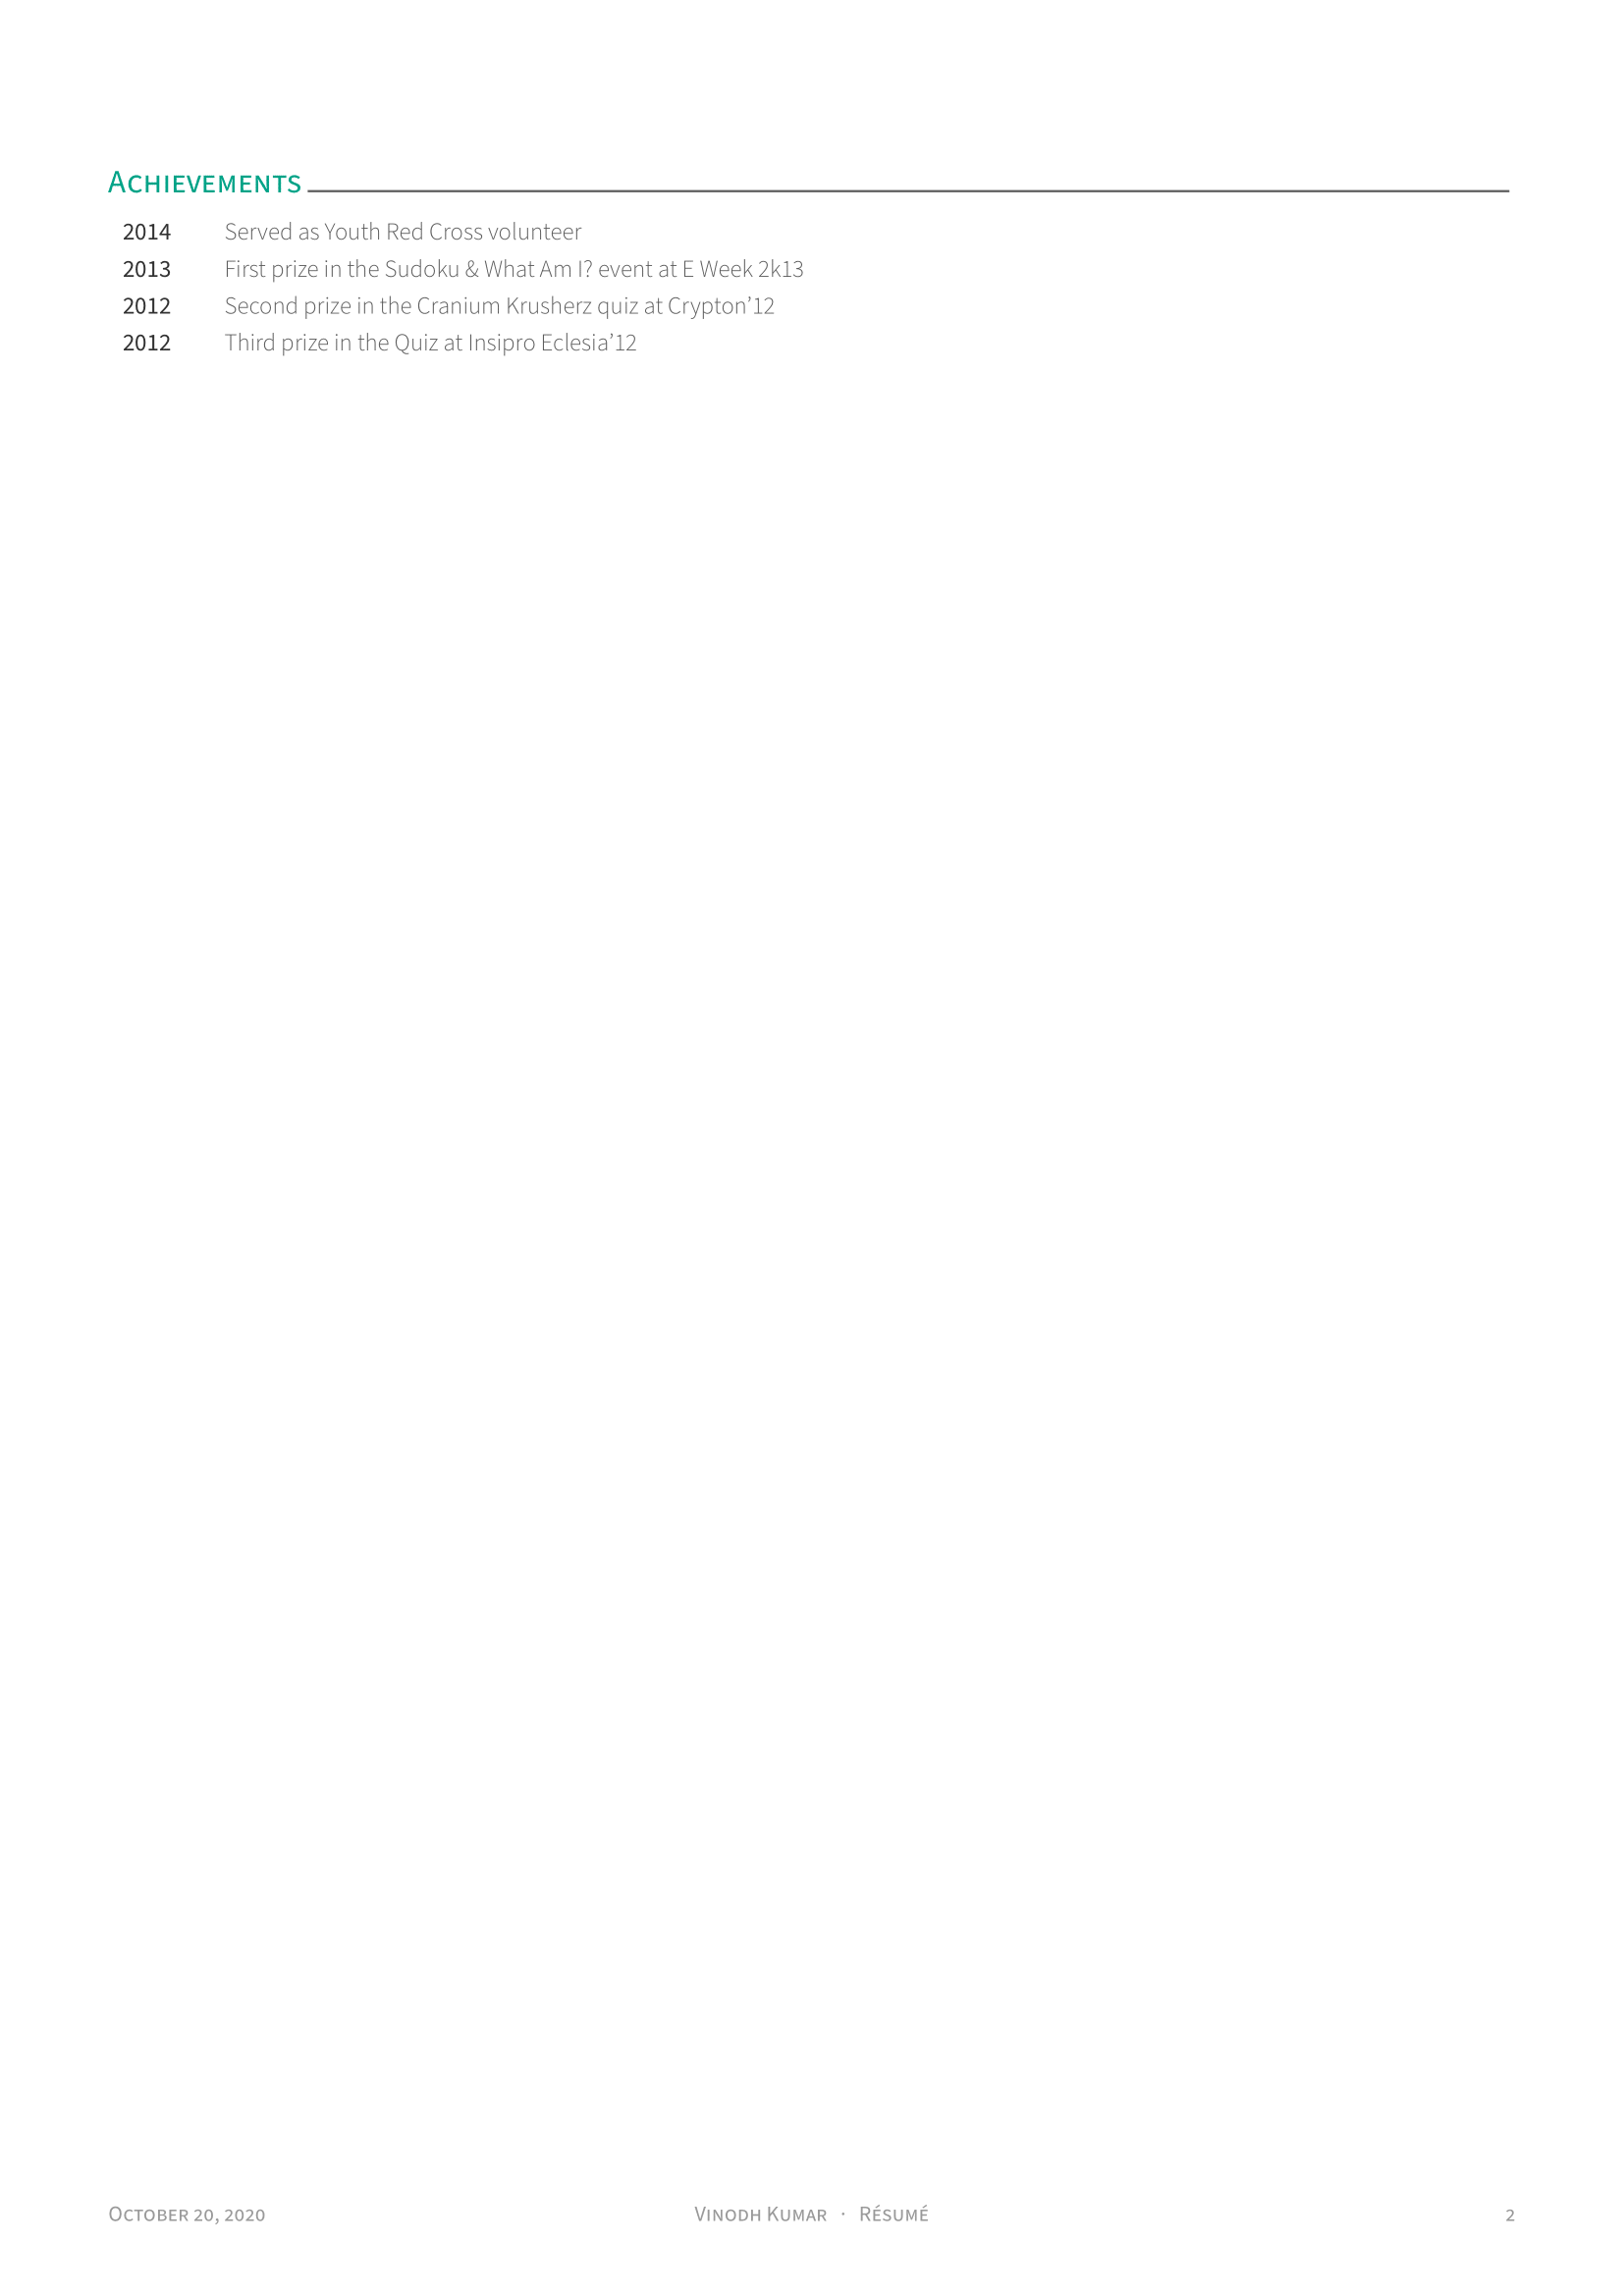 Achievements
2014 Served as Youth Red Cross volunteer
2013 First prize in the Sudoku & What Am I? event at E Week 2k13
2012 Second prize in the Cranium Krusherz quiz at Crypton’12
2012 Third prize in the Quiz at Insipro Eclesia’12
October 20, 2020 Vinodh Kumar · Résumé 2